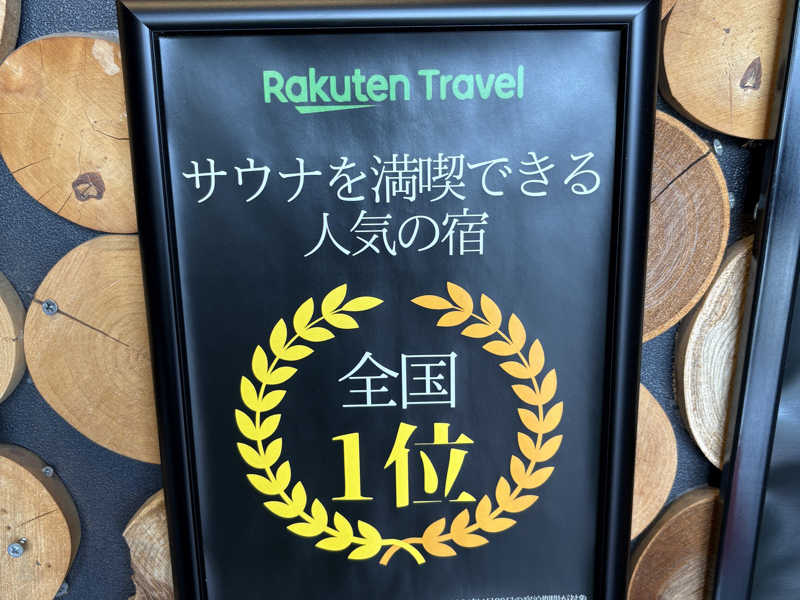 Rakuten Travel
サウナを満喫できる
人気の宿
全国
1位